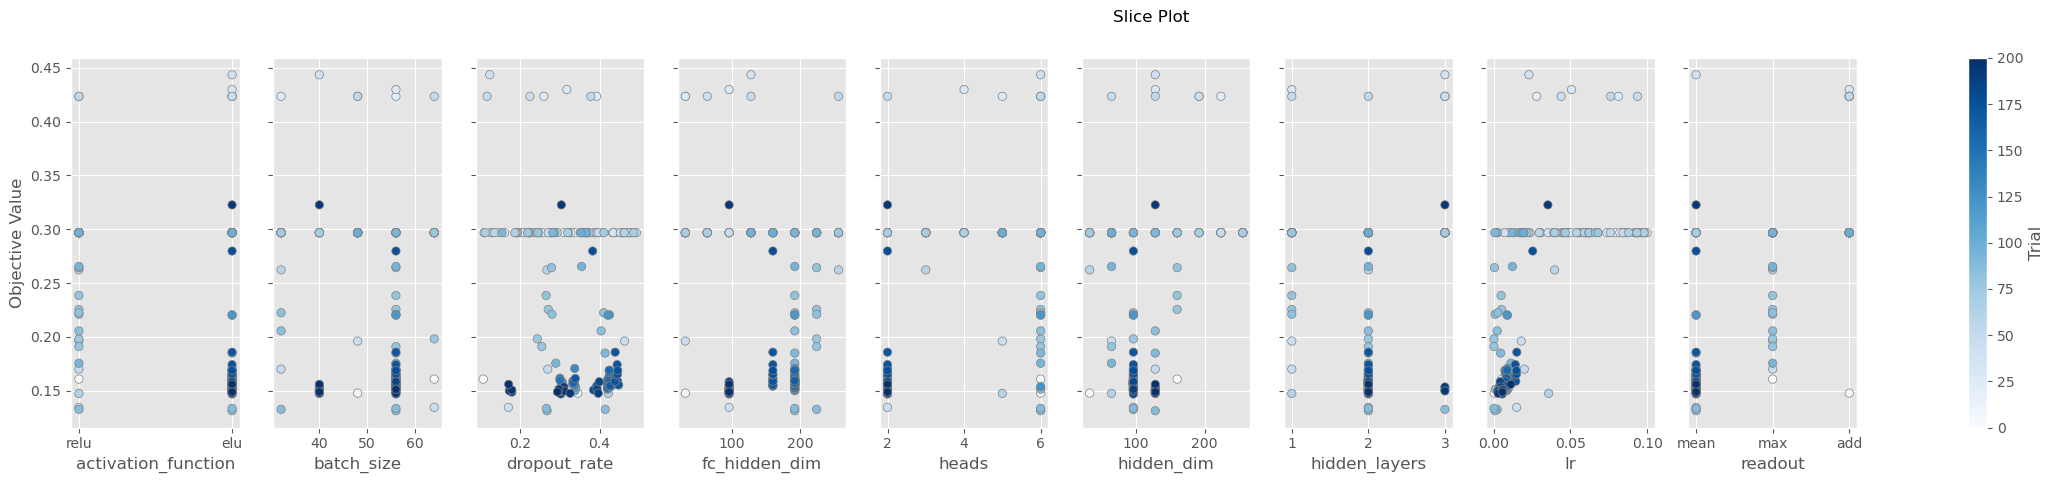 Slice Plot
Objective Value
0.45
0.40
0.35
0.30
0.25
0.20
0.15
relu elu
activation_function
40 50 60
batch_size
0.2 0.4
dropout_rate
100 200
fc_hidden_dim
2 4 6
heads
100 200
hidden_dim
1 2 3
hidden_layers
0.00 0.05 0.10
lr
mean max add
readout
200
175
150
125
100
75
50
25
0
Trial